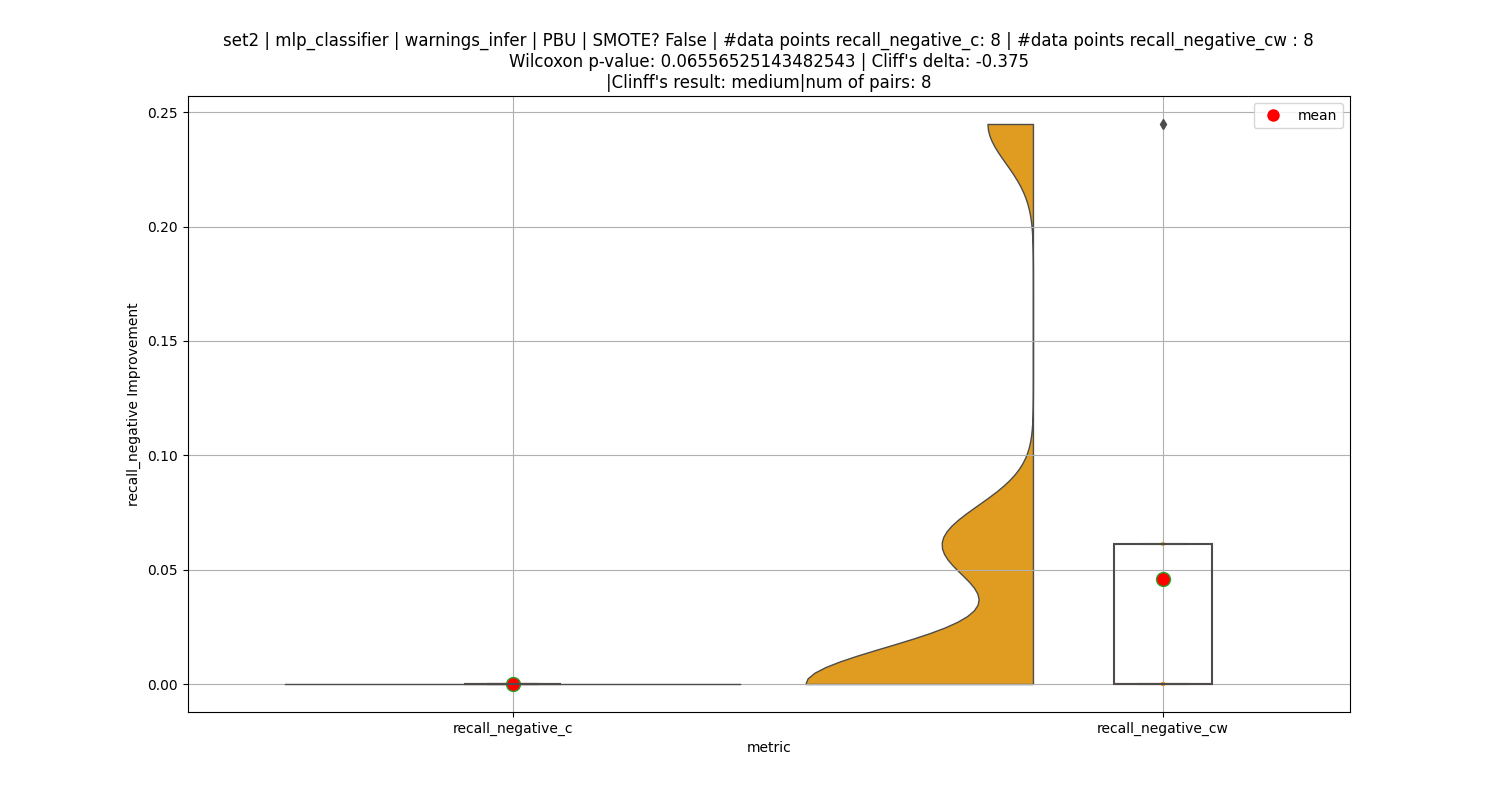 set2 | mlp_classifier | warnings_infer | PBU | SMOTE? False | #data points recall_negative_c: 8 | #data points recall_negative_cw : 8
Wilcoxon p-value: 0.06556525143482543 | Cliff's delta: -0.375
|Clinff's result: medium|num of pairs: 8
mean
0.25
0.20
0.15
0.10
0.05
0.00
recall_negative Improvement
recall_negative_c
recall_negative_cw
metric